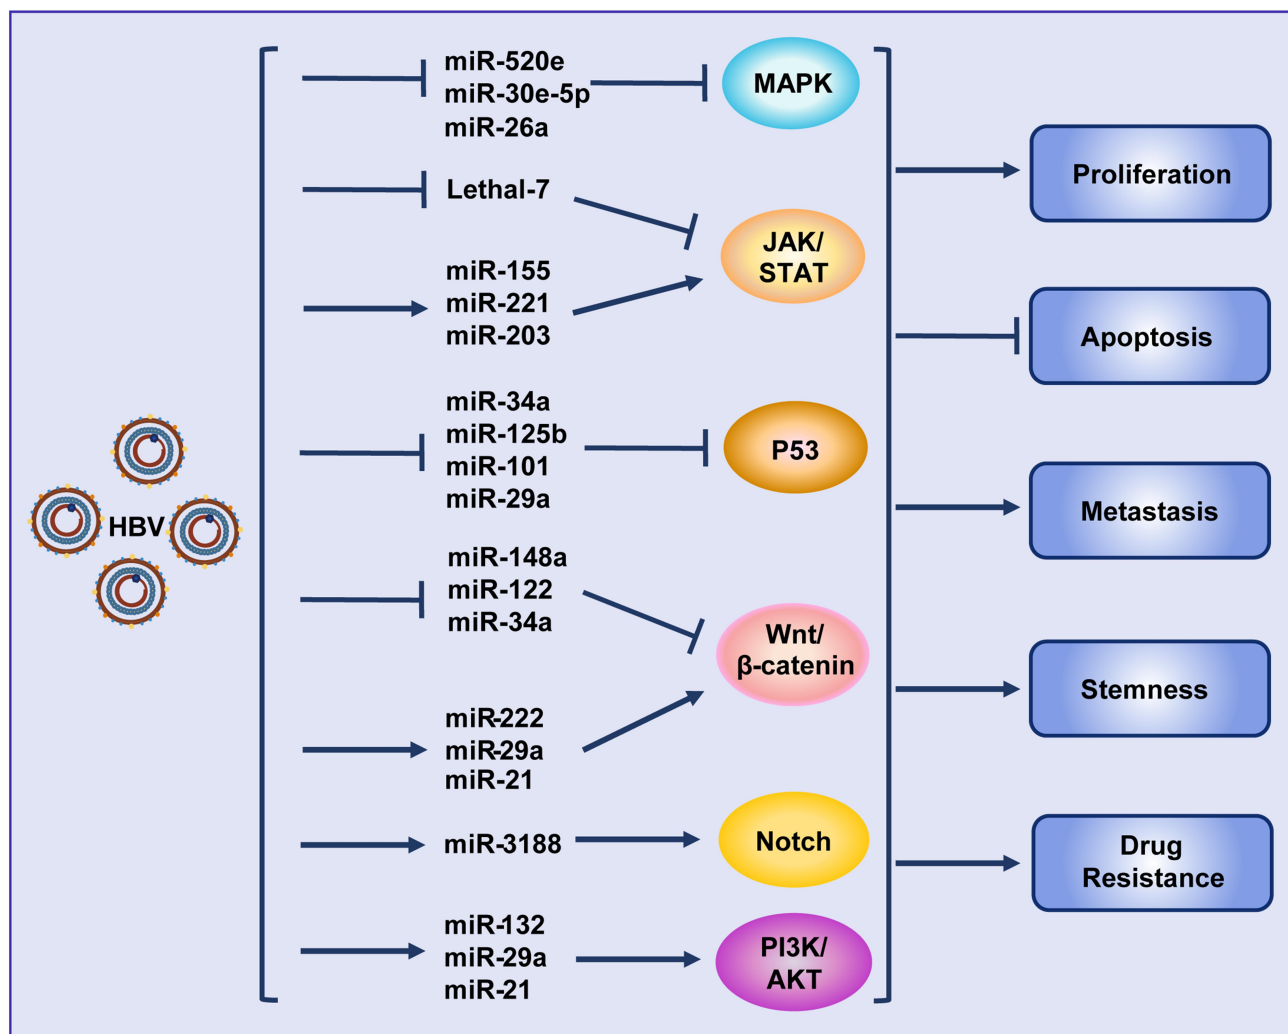 HBV
miR-520e
miR-30e-5p
miR-26a
Lethal-7
miR-155
miR-221
miR-203
miR-34a
miR-125b
miR-101
miR-29a
miR-148a
miR-122
miR-34a
miR-222
miR-29a
miR-21
miR-3188
miR-132
miR-29a
miR-21
MAPK
JAK/
STAT
P53
Wnt/
β-catenin
Notch
PI3K/
AKT
Proliferation
Apoptosis
Metastasis
Stemness
Drug
Resistance